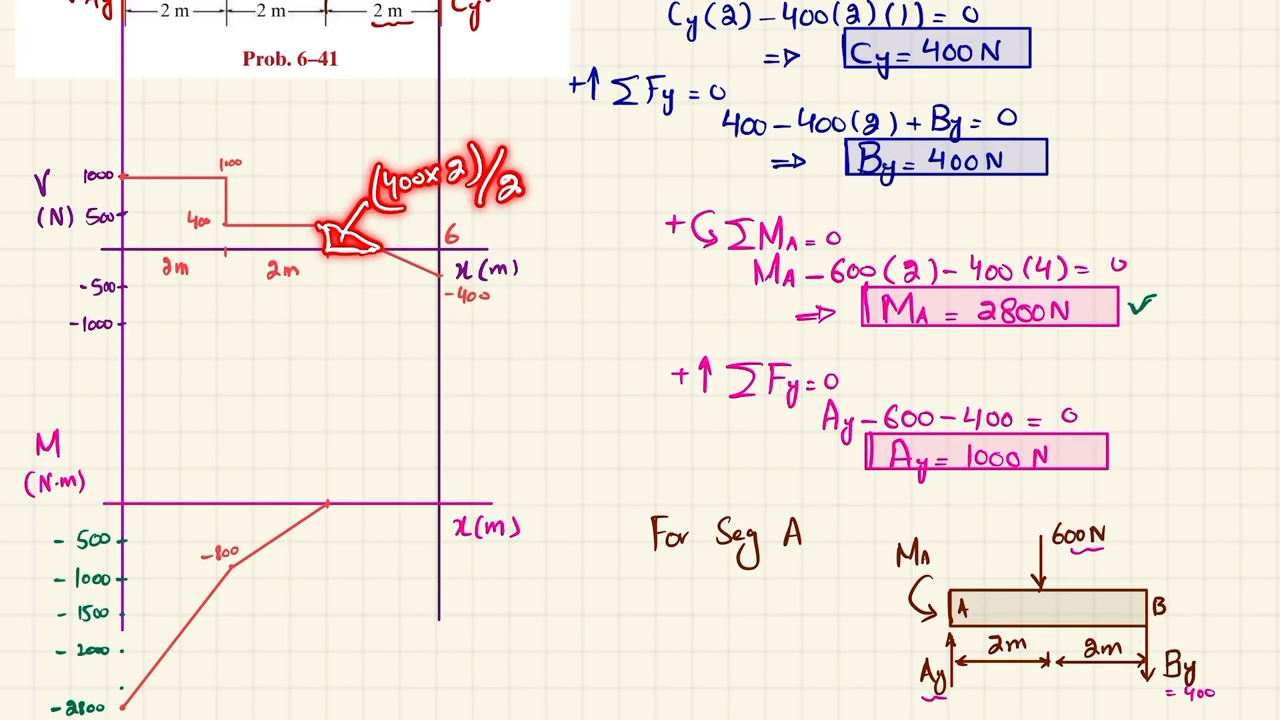 Ay
2 m 2 m 2 m
Cy
Prob. 6–41
Cy(2) - 400(2)(1) = 0
⇒ Cy = 400 N
+↑ ΣFy = 0
400 - 400(2) + By = 0
⇒ By = 400 N
V
(N)
1000
500
-500
-1000
1000
400
2m
2m
(400×2)/2
6
x(m)
-400
+ ΣMA = 0
MA - 600(2) - 400(4) = 0
⇒ MA = 2800N ✓
+↑ ΣFy = 0
Ay - 600 - 400 = 0
Ay = 1000 N
M
(N·m)
x(m)
- 500
- 1000
- 1500
- 2000
-2800
-800
For Seg A
600N
MA
A
B
2m
2m
Ay
By
= 400